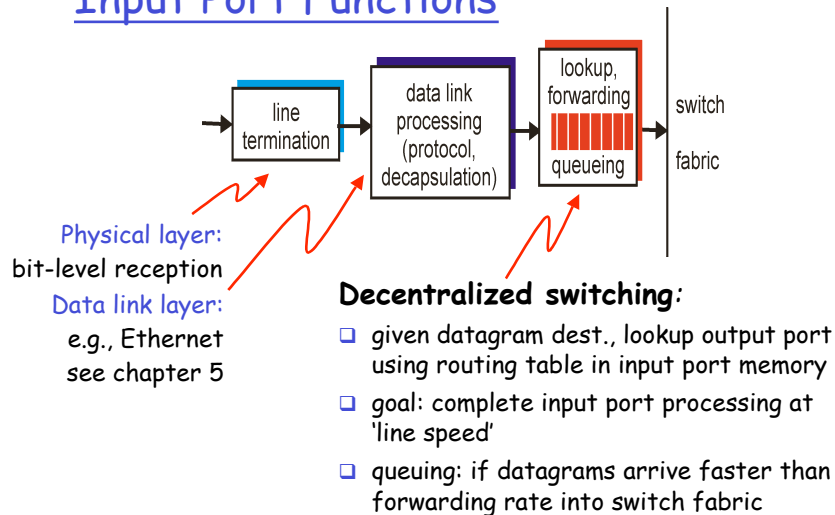 Input Port Functions
line
termination
data link
processing
(protocol,
decapsulation)
lookup,
forwarding
queueing
switch
fabric
Physical layer:
bit-level reception
Data link layer:
e.g., Ethernet
see chapter 5
Decentralized switching:
given datagram dest., lookup output port
using routing table in input port memory
goal: complete input port processing at
‘line speed’
queuing: if datagrams arrive faster than
forwarding rate into switch fabric